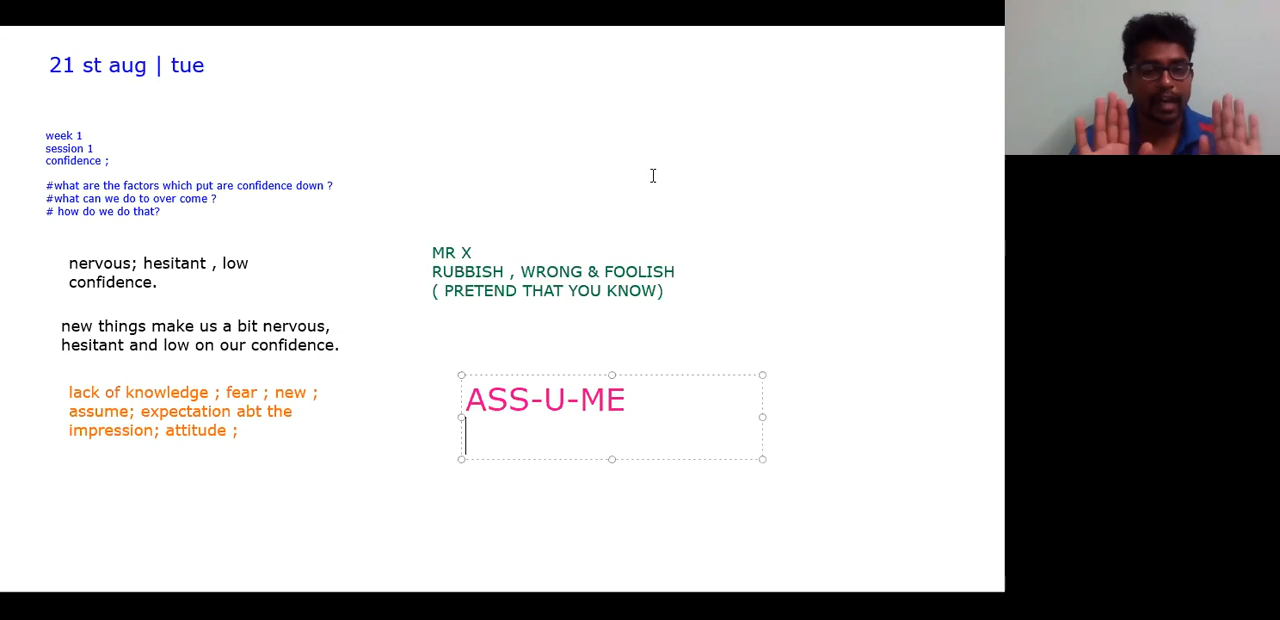 21 st aug | tue
week 1
session 1
confidence ;
#what are the factors which put are confidence down ?
#what can we do to over come ?
# how do we do that?
nervous; hesitant , low
confidence.
new things make us a bit nervous,
hesitant and low on our confidence.
lack of knowledge ; fear ; new ;
assume; expectation abt the
impression; attitude ;
MR X
RUBBISH , WRONG & FOOLISH
( PRETEND THAT YOU KNOW)
ASS-U-ME